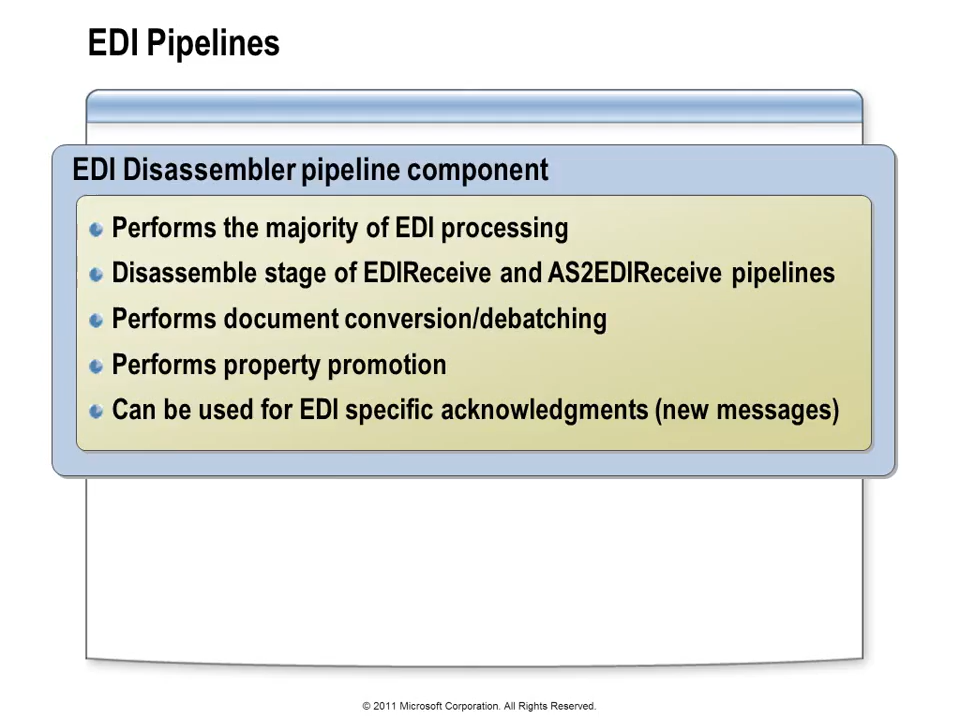 EDI Pipelines
EDI Disassembler pipeline component
Performs the majority of EDI processing
Disassemble stage of EDIReceive and AS2EDIReceive pipelines
Performs document conversion/debatching
Performs property promotion
Can be used for EDI specific acknowledgments (new messages)
© 2011 Microsoft Corporation. All Rights Reserved.